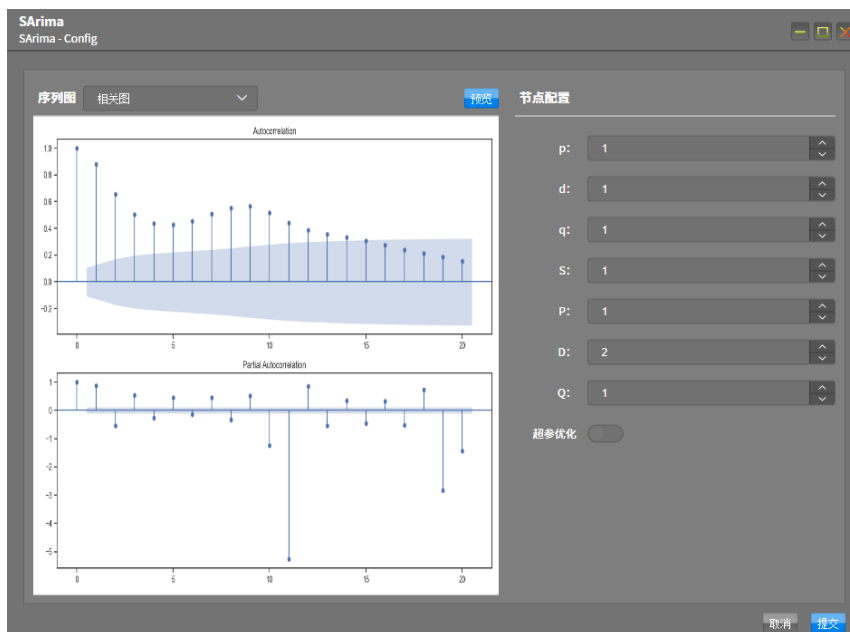 SArima
SArima - Config
序列图 相关图 预览
Autocorrelation
1.0
0.8
0.6
0.4
0.2
0.0
-0.2
0 5 10 15 20
Partial Autocorrelation
1
0
-1
-2
-3
-4
-5
0 5 10 15 20
节点配置
p: 1
d: 1
q: 1
S: 1
P: 1
D: 2
Q: 1
超参优化
取消 提交